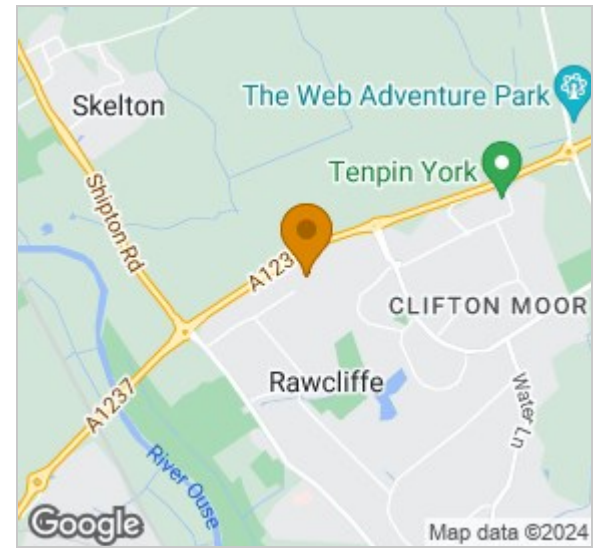 Skelton
The Web Adventure Park
Tenpin York
Shipton Rd
A123
CLIFTON MOOR
Rawcliffe
Water Ln
A1237
River Ouse
Google
Map data ©2024